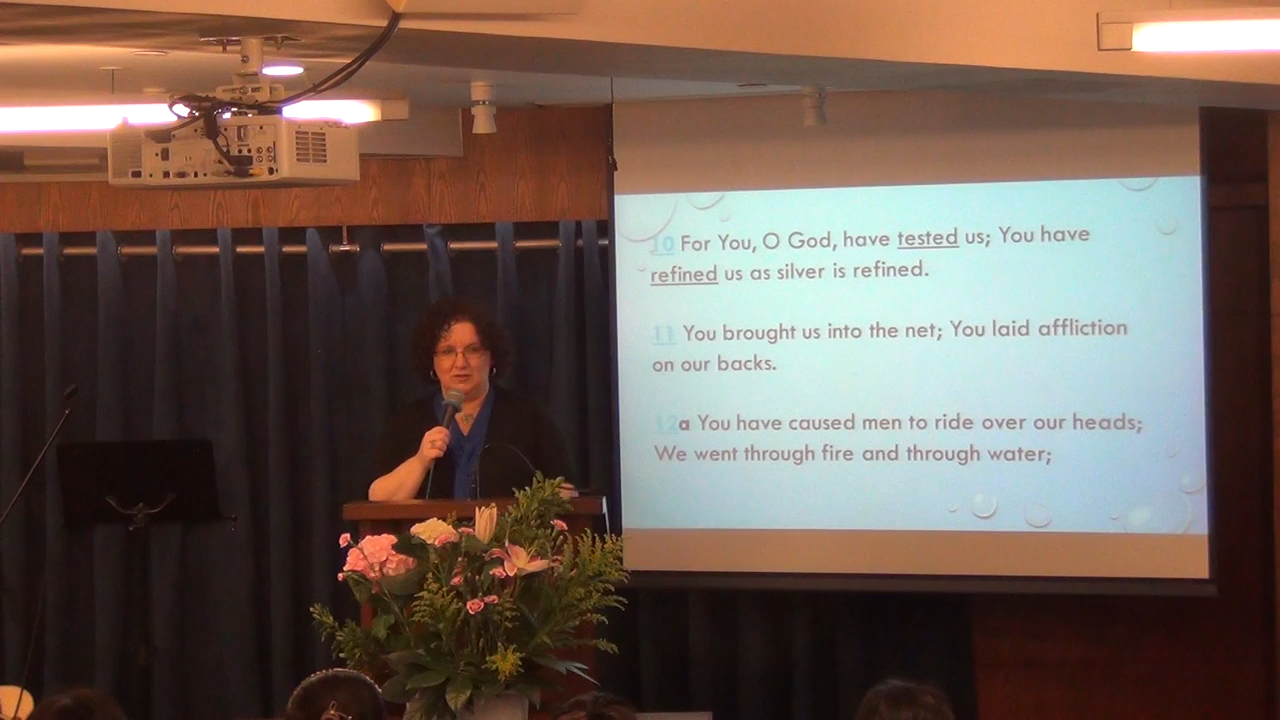 10 For You, O God, have tested us; You have
refined us as silver is refined.
11 You brought us into the net; You laid affliction
on our backs.
12a You have caused men to ride over our heads;
We went through fire and through water;